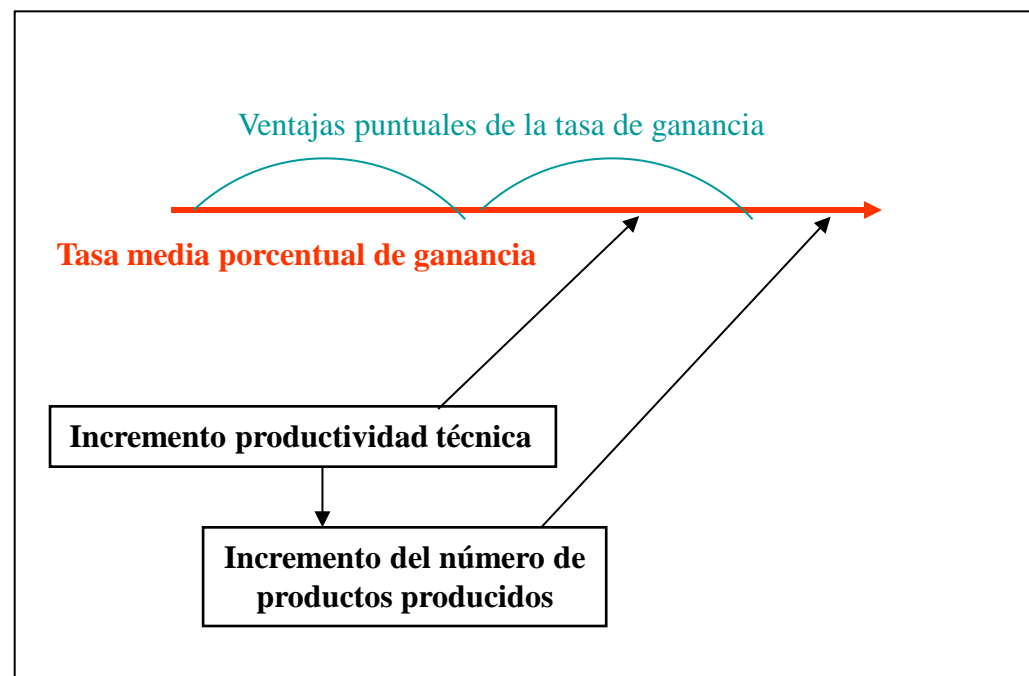 Ventajas puntuales de la tasa de ganancia
Tasa media porcentual de ganancia
Incremento productividad técnica
Incremento del número de
productos producidos